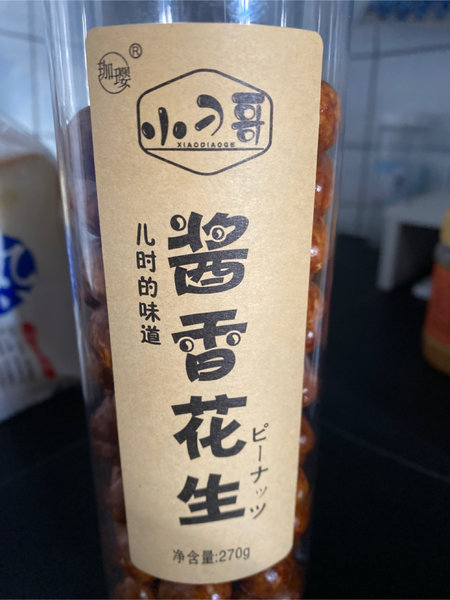 珈璎®
小刁哥
XIAODIAOGE
酱香花生
儿时的味道
ピーナッツ
净含量:270g